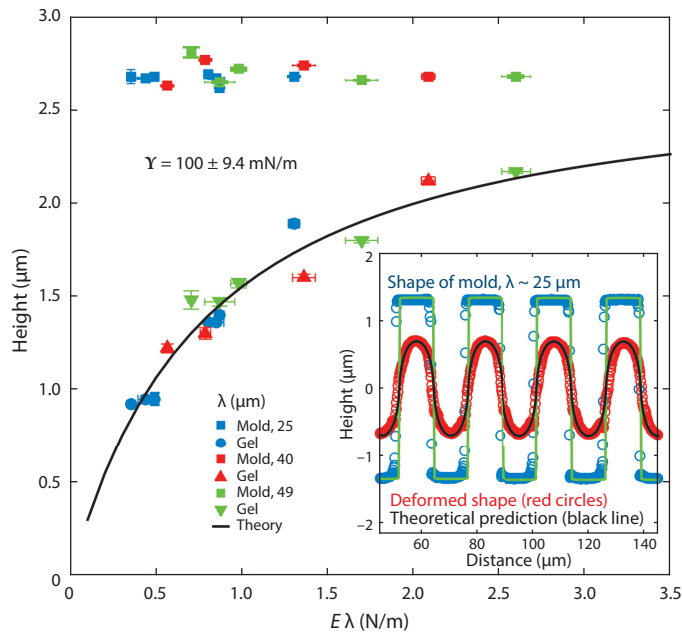 3.0
2.5
2.0
1.5
1.0
0.5
0
Height (μm)
ϒ = 100 ± 9.4 mN/m
λ (μm)
Mold, 25
Gel
Mold, 40
Gel
Mold, 49
Gel
Theory
0
0.5
1.0
1.5
2.0
2.5
3.0
3.5
E λ (N/m)
2
1
0
−1
−2
Height (μm)
Shape of mold, λ ~ 25 μm
Deformed shape (red circles)
Theoretical prediction (black line)
60
80
100
120
140
Distance (μm)